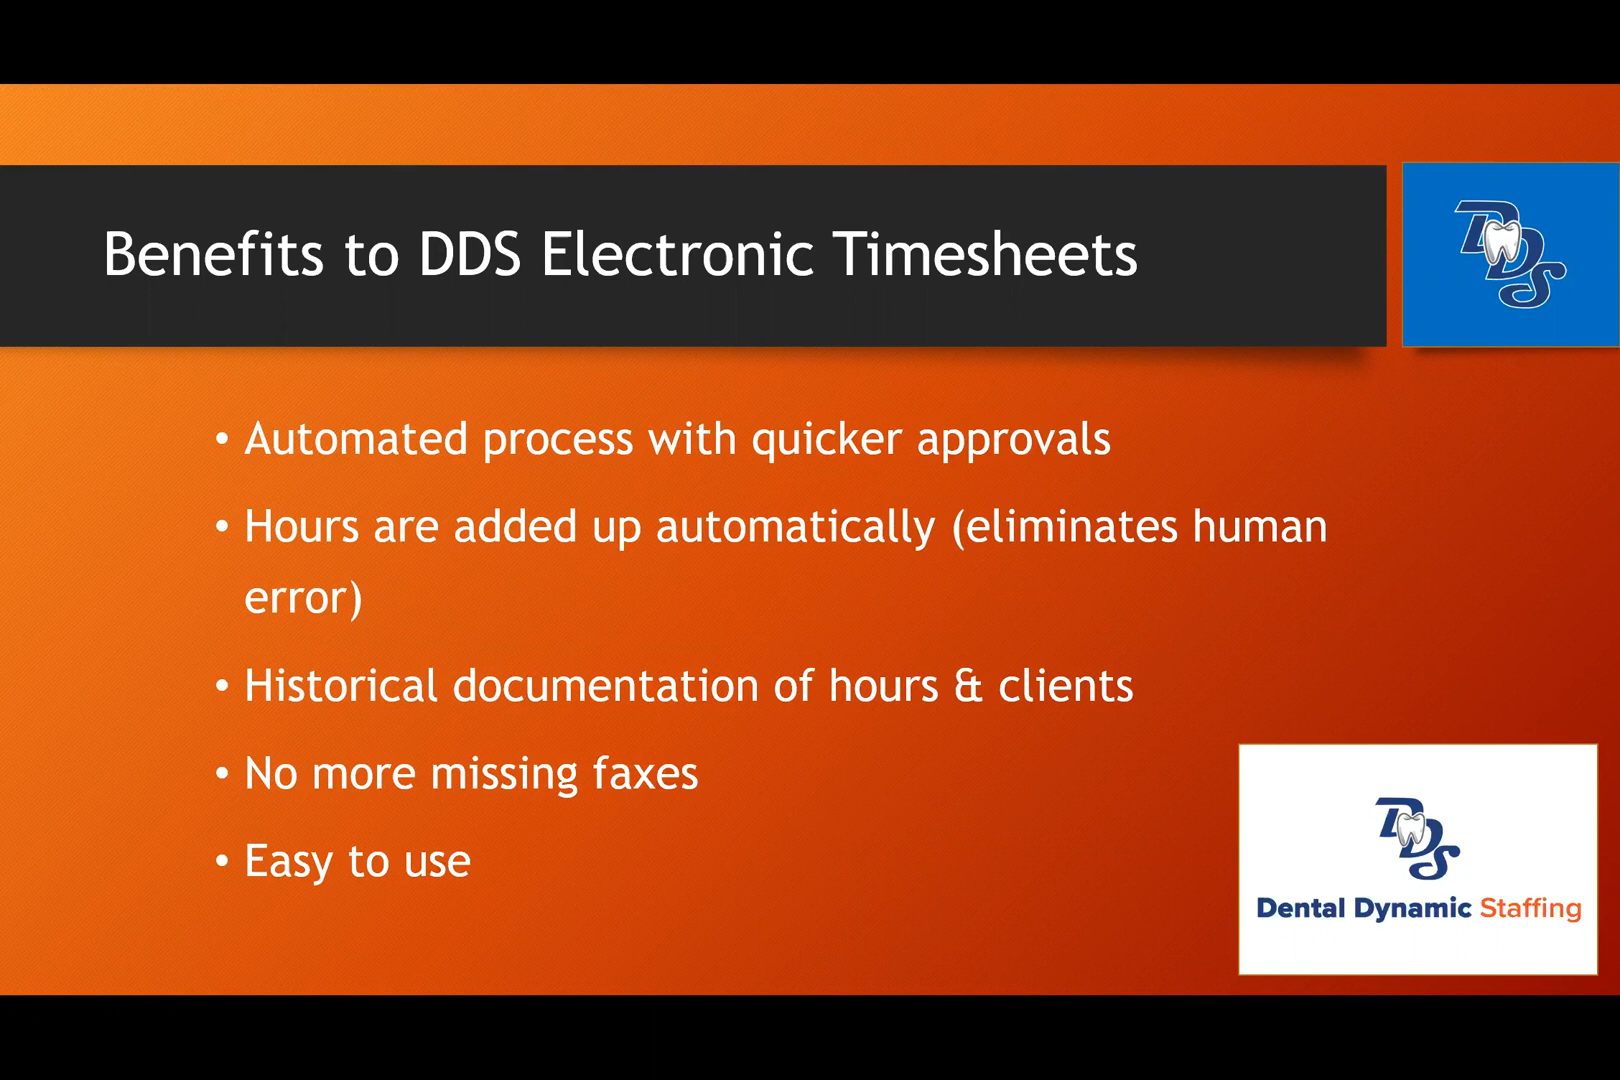 Benefits to DDS Electronic Timesheets
DDS
• Automated process with quicker approvals
• Hours are added up automatically (eliminates human
error)
• Historical documentation of hours & clients
• No more missing faxes
• Easy to use
DDS
Dental Dynamic Staffing